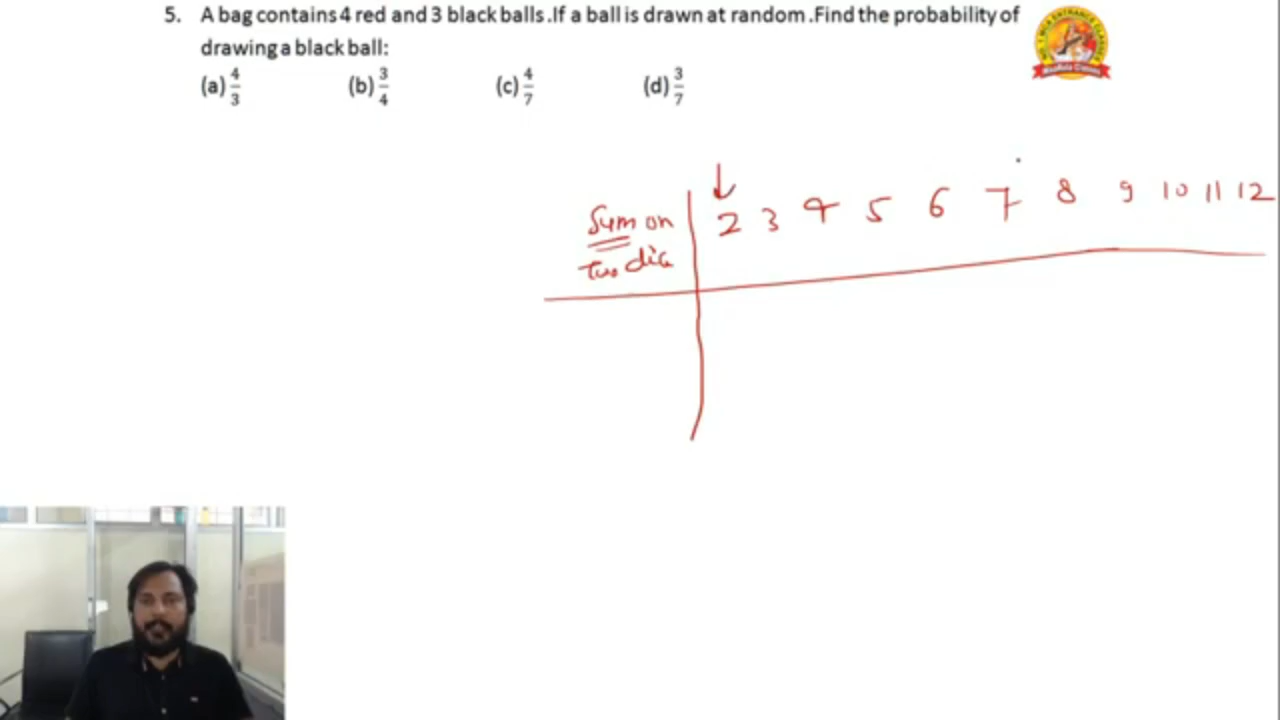 5. A bag contains 4 red and 3 black balls .If a ball is drawn at random .Find the probability of
drawing a black ball:
(a) 4/3 (b) 3/4 (c) 4/7 (d) 3/7
Sum on
two dic
2 3 4 5 6 7 8 9 10 11 12